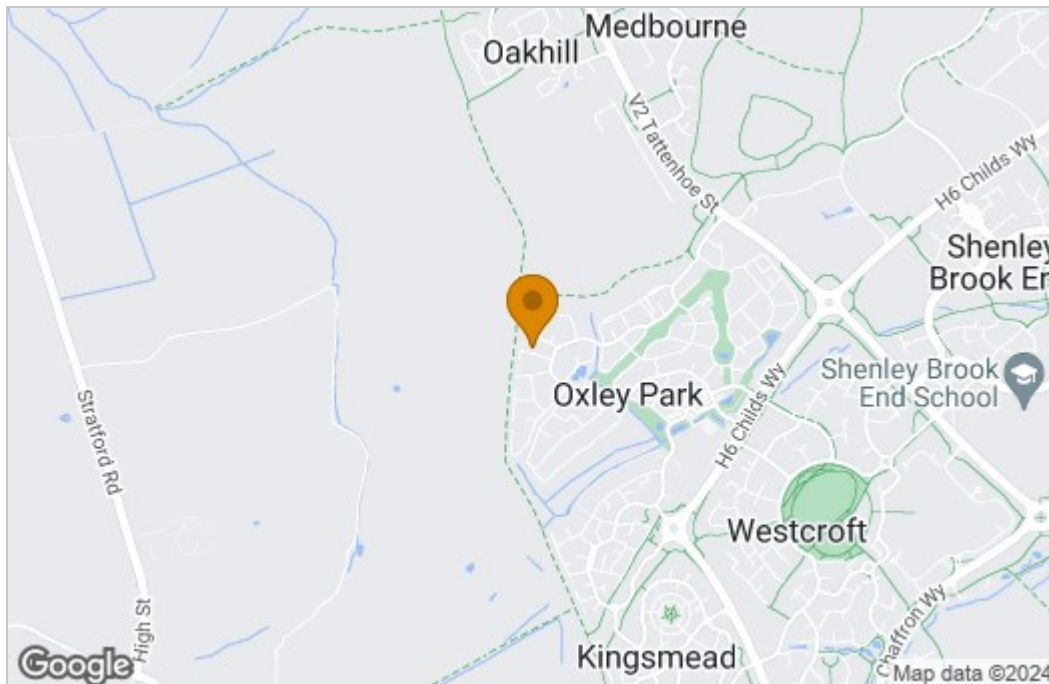 Medbourne
Oakhill
V2 Tattenhoe St
H6 Childs Wy
Shenley
Brook En
Shenley Brook
End School
Oxley Park
H6 Childs Wy
Stratford Rd
Westcroft
Chaffron Wy
High St
Kingsmead
Google
Map data ©2024